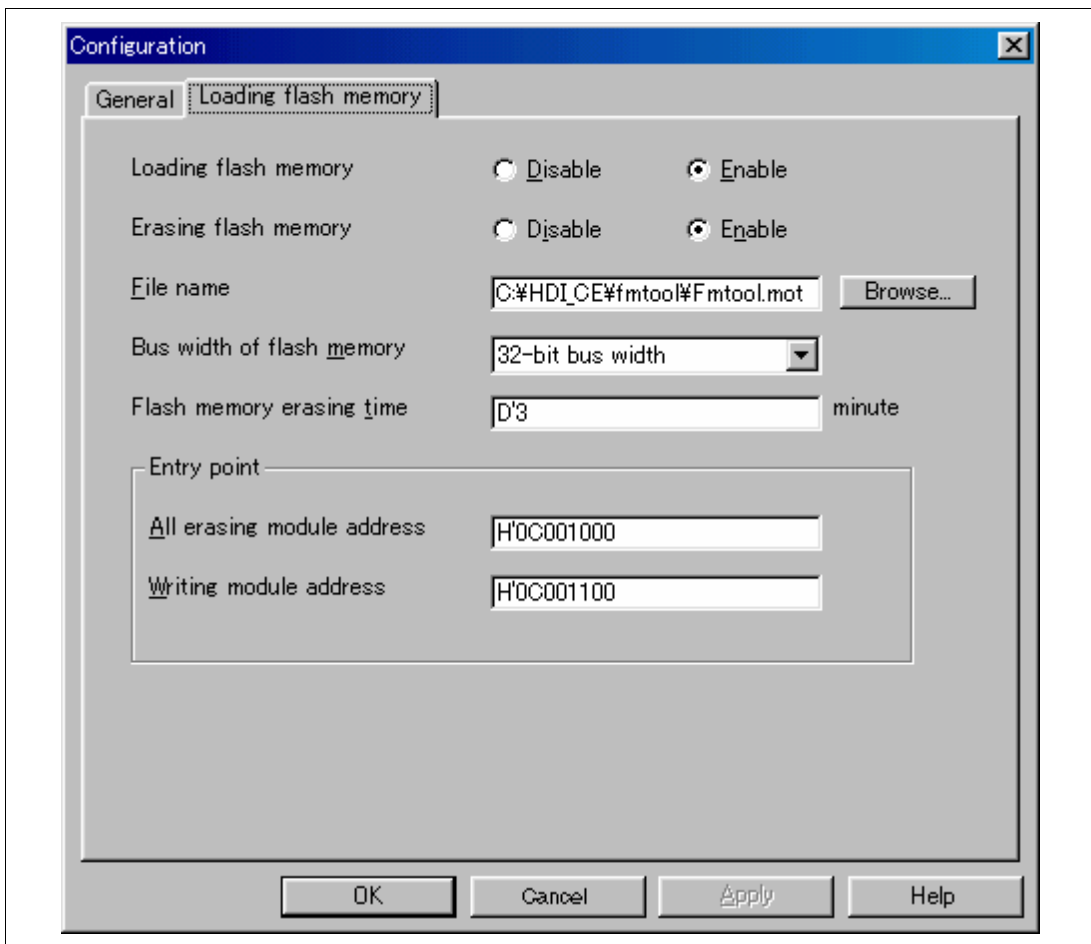 Configuration
General Loading flash memory
Loading flash memory Disable Enable
Erasing flash memory Disable Enable
File name C:¥HDI_CE¥fmtool¥Fmtool.mot Browse...
Bus width of flash memory 32-bit bus width
Flash memory erasing time D'3 minute
Entry point
All erasing module address H'0C001000
Writing module address H'0C001100
OK Cancel Apply Help